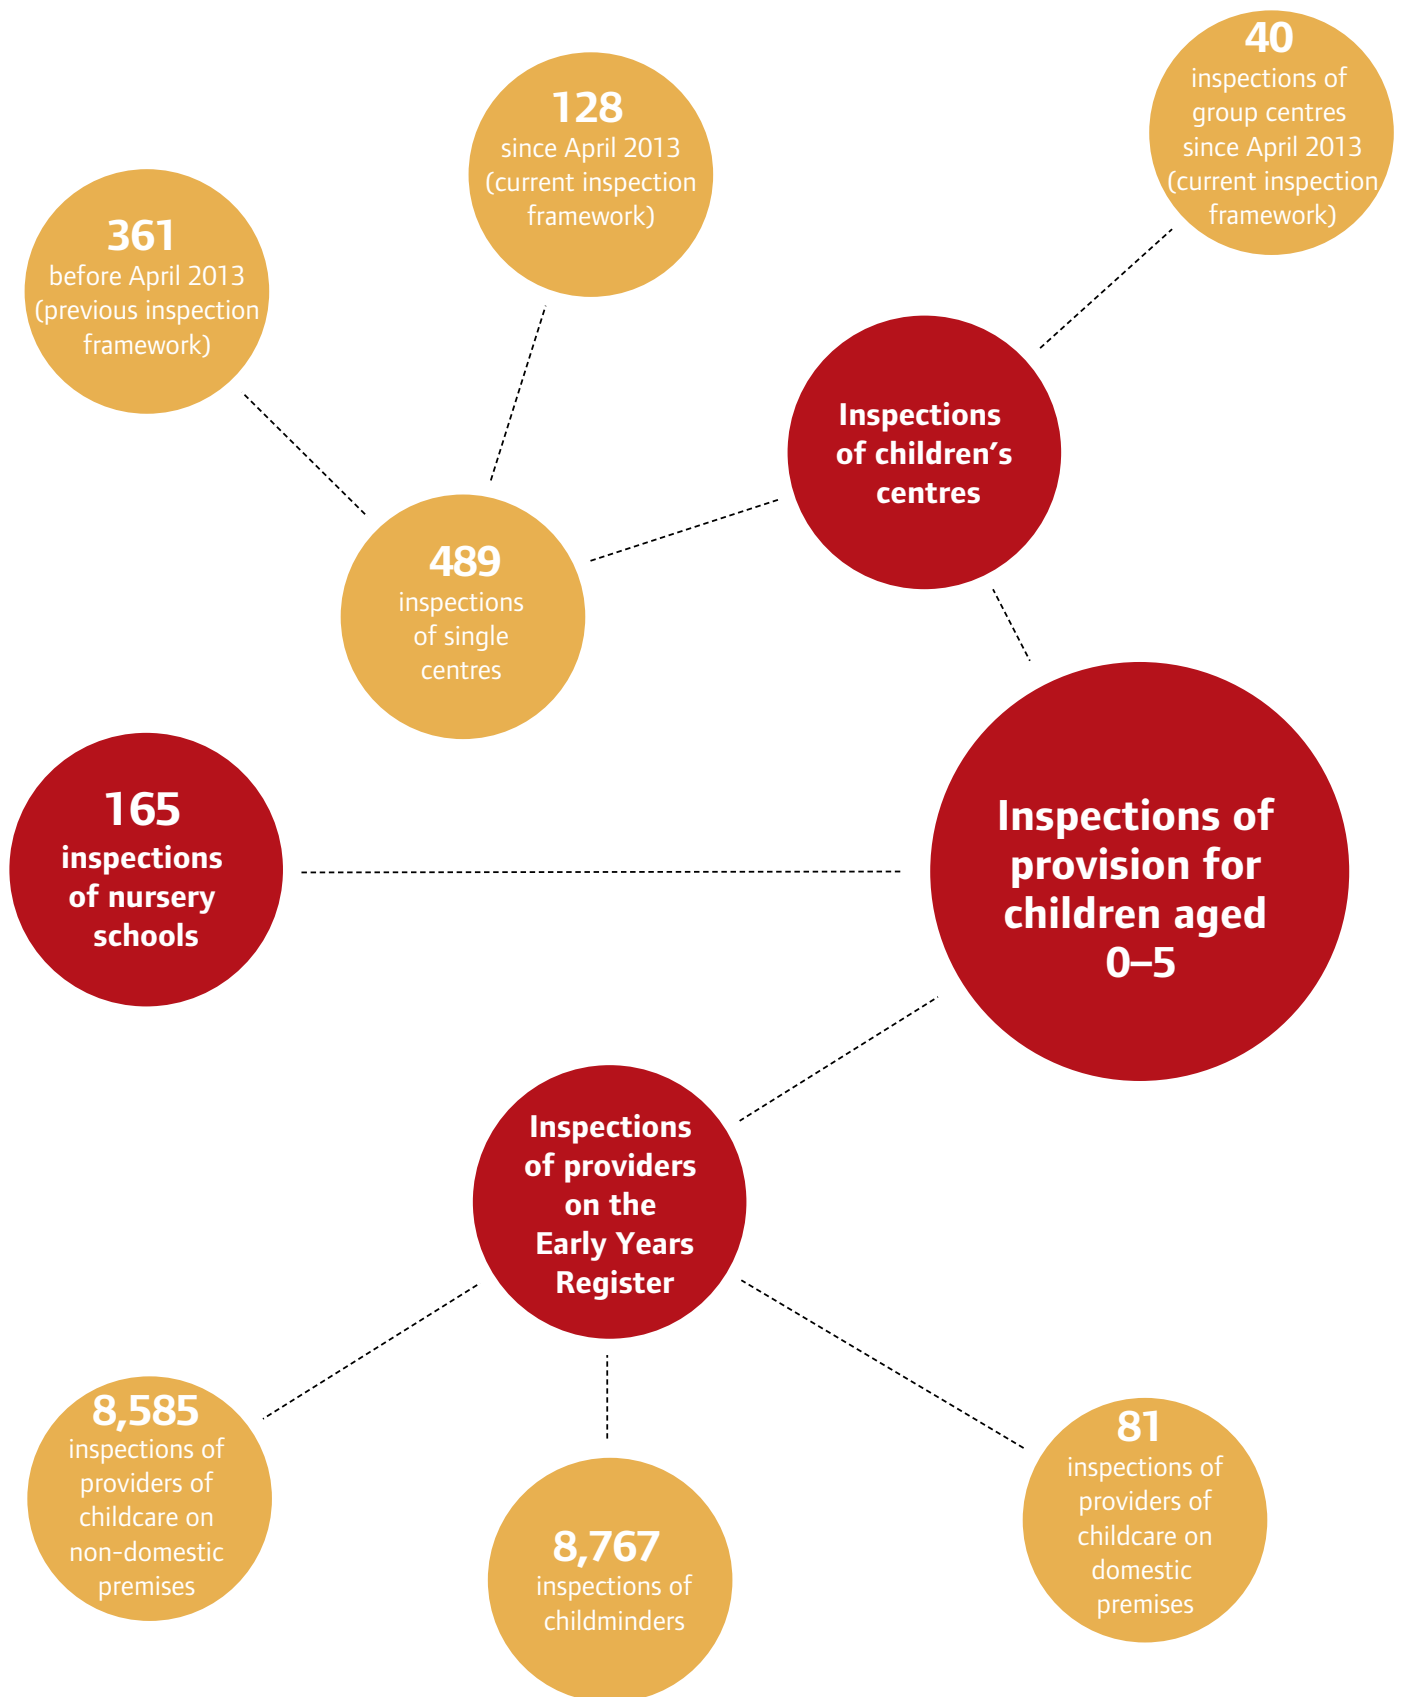 40
inspections of
group centres
since April 2013
(current inspection
framework)
128
since April 2013
(current inspection
framework)
361
before April 2013
(previous inspection
framework)
Inspections
of children’s
centres
489
inspections
of single
centres
165
inspections
of nursery
schools
Inspections of
provision for
children aged
0–5
Inspections
of providers
on the
Early Years
Register
8,585
inspections of
providers of
childcare on
non-domestic
premises
8,767
inspections of
childminders
81
inspections of
providers of
childcare on
domestic
premises